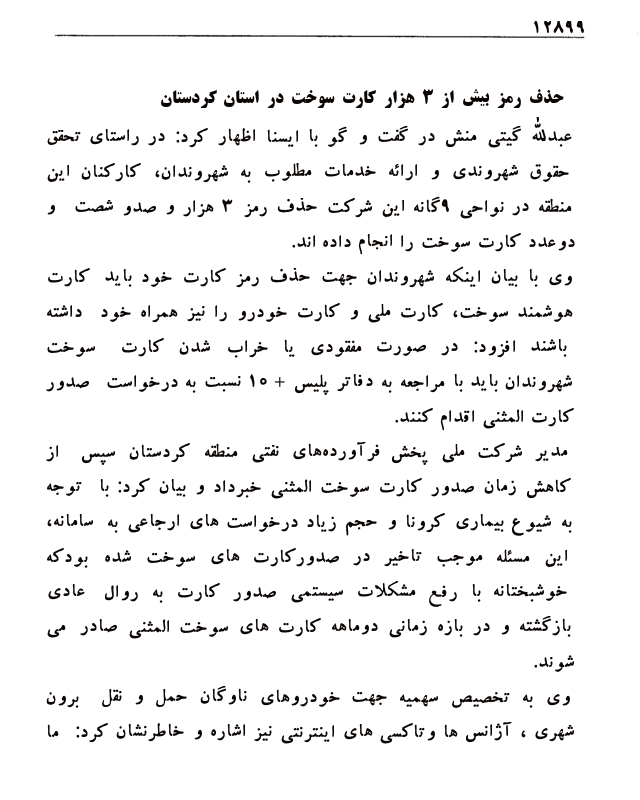 ۱۲۸۹۹
حذف رمز بیش از ۳ هزار کارت سوخت در استان کردستان
عبدالله گیتی منش در گفت و گو با ایسنا اظهار کرد: در راستای تحقق
حقوق شهروندی و ارائه خدمات مطلوب به شهروندان، کارکنان این
منطقه در نواحی ۹گانه این شرکت حذف رمز ۳ هزار و صدو شصت و
دوعدد کارت سوخت را انجام داده اند.
وی با بیان اینکه شهروندان جهت حذف رمز کارت خود باید کارت
هوشمند سوخت، کارت ملی و کارت خودرو را نیز همراه خود داشته
باشند افزود: در صورت مفقودی یا خراب شدن کارت سوخت
شهروندان باید با مراجعه به دفاتر پلیس + ۱۰ نسبت به درخواست صدور
کارت المثنی اقدام کنند.
مدیر شرکت ملی پخش فرآورده‌های نفتی منطقه کردستان سپس از
کاهش زمان صدور کارت سوخت المثنی خبرداد و بیان کرد: با توجه
به شیوع بیماری کرونا و حجم زیاد درخواست های ارجاعی به سامانه،
این مسئله موجب تاخیر در صدورکارت های سوخت شده بودکه
خوشبختانه با رفع مشکلات سیستمی صدور کارت به روال عادی
بازگشته و در بازه زمانی دوماهه کارت های سوخت المثنی صادر می
شوند.
وی به تخصیص سهمیه جهت خودروهای ناوگان حمل و نقل برون
شهری ، آژانس ها وتاکسی های اینترنتی نیز اشاره و خاطرنشان کرد: ما